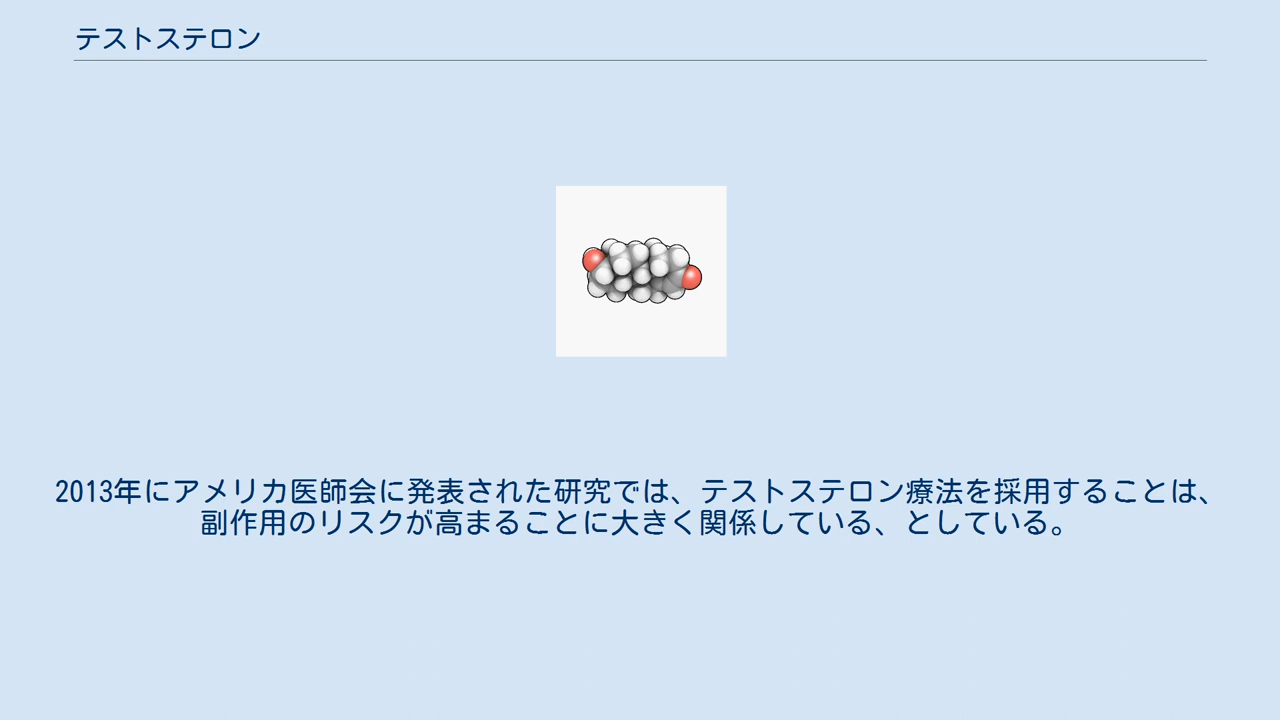 テストステロン
2013年にアメリカ医師会に発表された研究では、テストステロン療法を採用することは、
副作用のリスクが高まることに大きく関係している、としている。